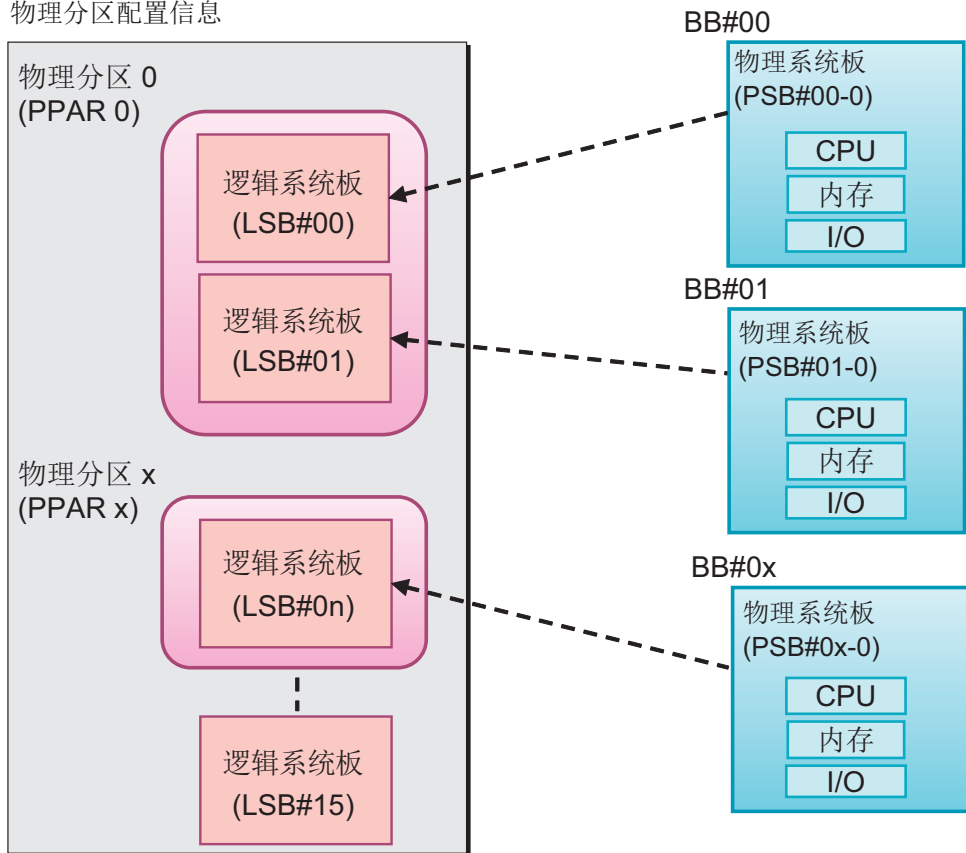 物理分区配置信息
物理分区 0
(PPAR 0)
逻辑系统板
(LSB#00)
逻辑系统板
(LSB#01)
物理分区 x
(PPAR x)
逻辑系统板
(LSB#0n)
逻辑系统板
(LSB#15)
BB#00
物理系统板
(PSB#00-0)
CPU
内存
I/O
BB#01
物理系统板
(PSB#01-0)
CPU
内存
I/O
BB#0x
物理系统板
(PSB#0x-0)
CPU
内存
I/O